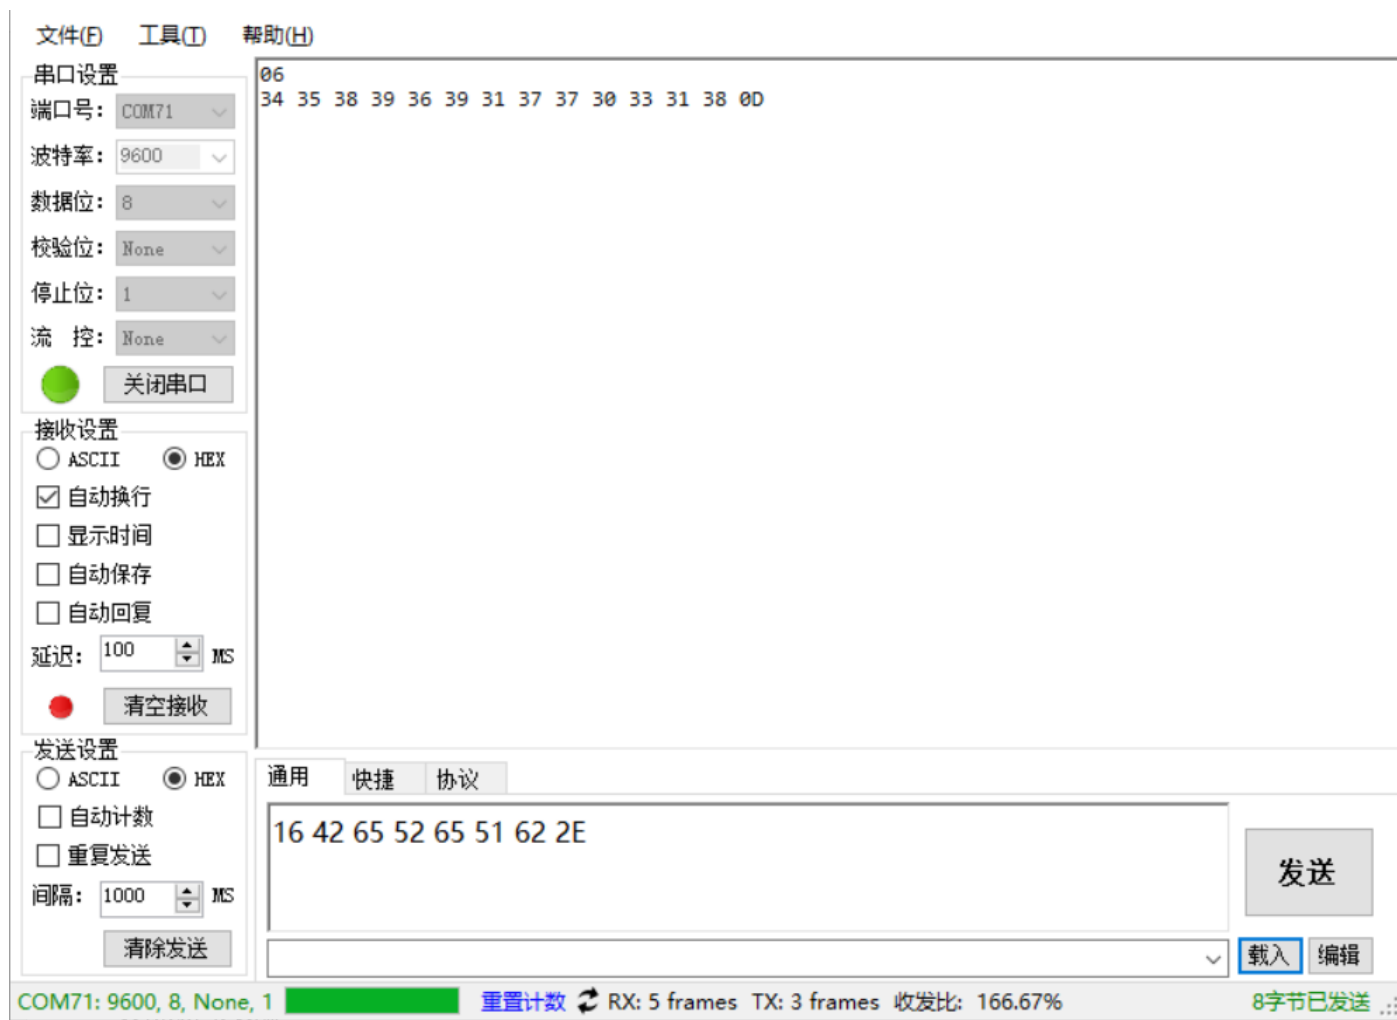 文件(F) 工具(T) 帮助(H)
串口设置
端口号: COM71
波特率: 9600
数据位: 8
校验位: None
停止位: 1
流 控: None
关闭串口
接收设置
ASCII HEX
自动换行
显示时间
自动保存
自动回复
延迟: 100 MS
清空接收
发送设置
ASCII HEX
自动计数
重复发送
间隔: 1000 MS
清除发送
06
34 35 38 39 36 39 31 37 37 30 33 31 38 0D
通用 快捷 协议
16 42 65 52 65 51 62 2E
发送
载入 编辑
COM71: 9600, 8, None, 1 重置计数 RX: 5 frames TX: 3 frames 收发比: 166.67% 8字节已发送